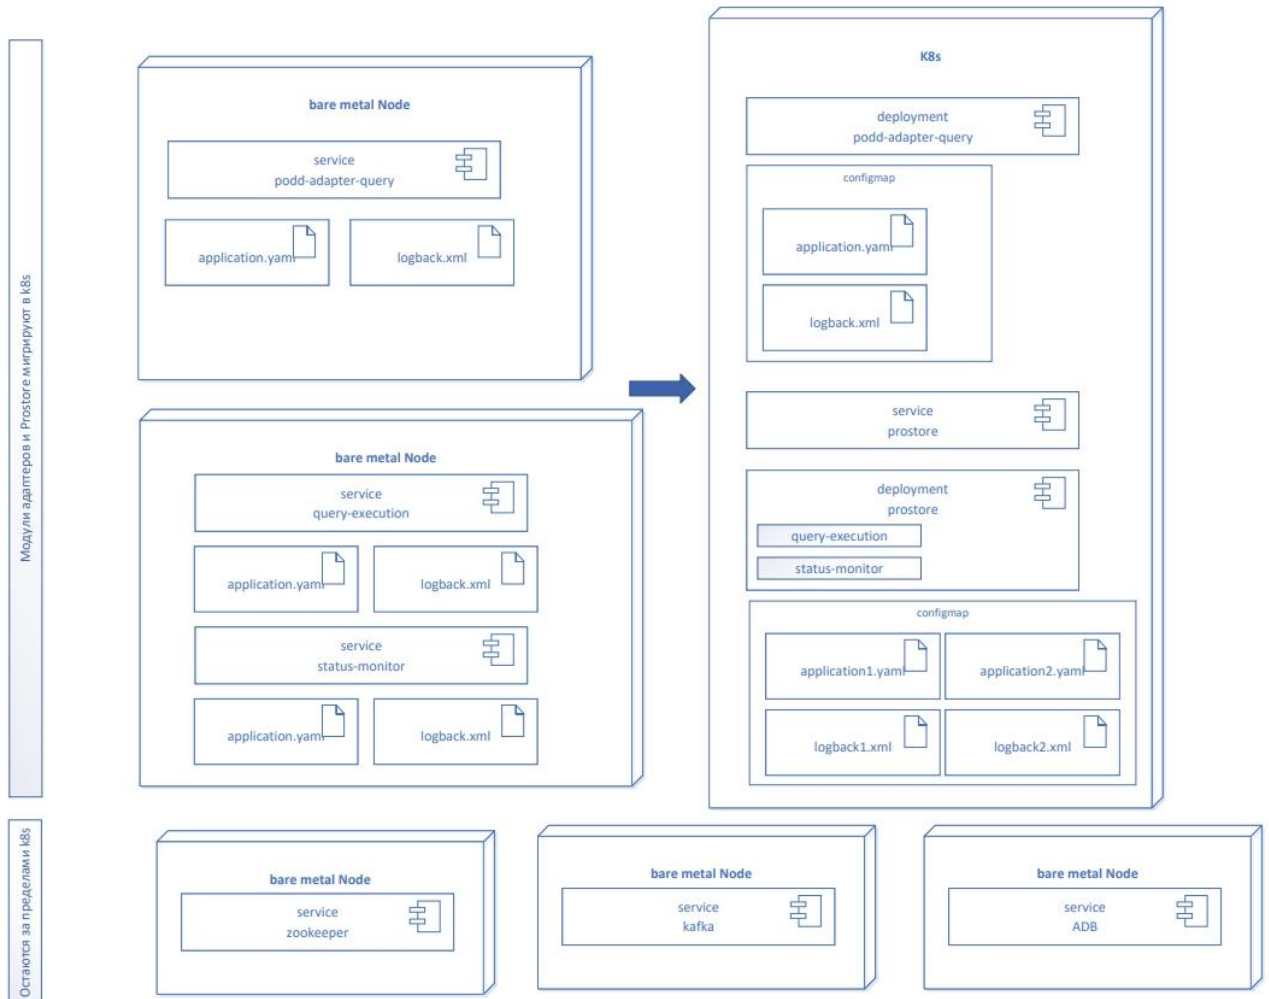 Модули адаптеров и Prostore мигрируют в k8s
bare metal Node
service
podd-adapter-query
application.yaml
logback.xml
bare metal Node
service
query-execution
application.yaml
logback.xml
service
status-monitor
application.yaml
logback.xml
K8s
deployment
podd-adapter-query
configmap
application.yaml
logback.xml
service
prostore
deployment
prostore
query-execution
status-monitor
configmap
application1.yaml
application2.yaml
logback1.xml
logback2.xml
Остаются за пределами k8s
bare metal Node
service
zookeeper
bare metal Node
service
kafka
bare metal Node
service
ADB